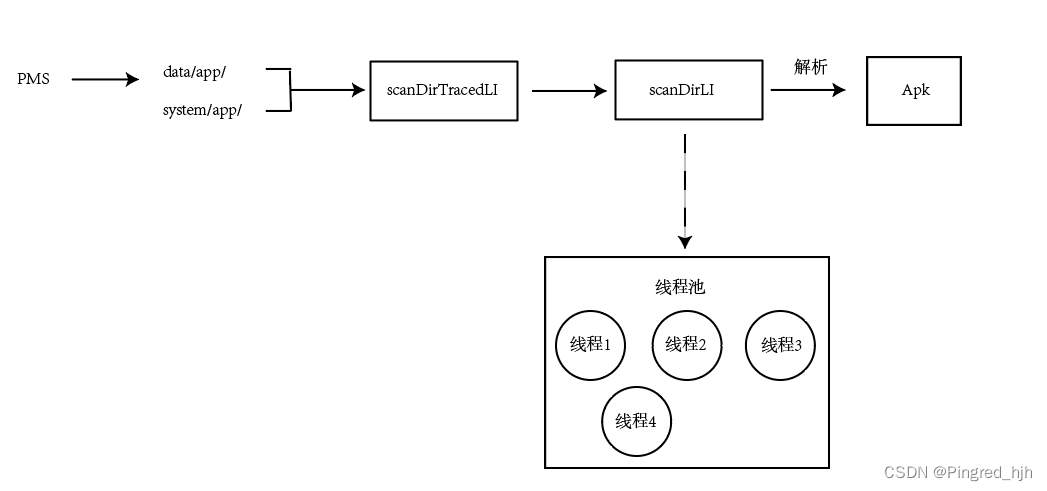 PMS
data/app/
system/app/
scanDirTracedLI
scanDirLI
解析
Apk
线程池
线程1
线程2
线程3
线程4
CSDN @Pingred_hjh